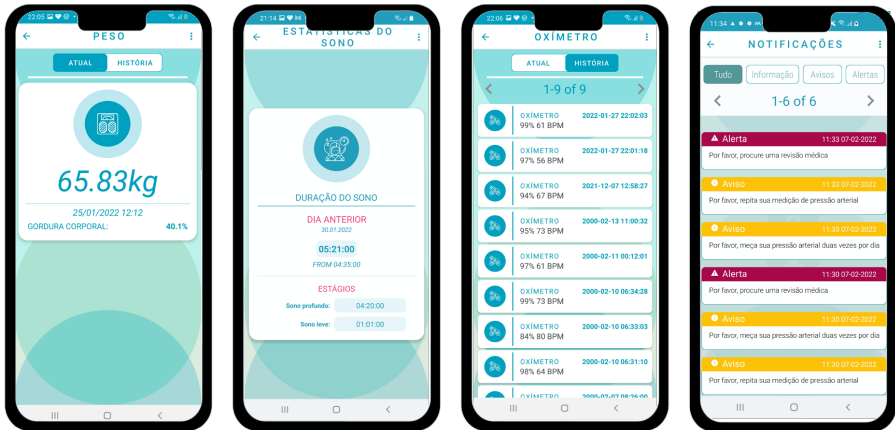 22:05
PESO
ATUAL HISTÓRIA
65.83kg
25/01/2022 12:12
GORDURA CORPORAL: 40.1%
21:14
ESTATÍSTICAS DO
SONO
DURAÇÃO DO SONO
DIA ANTERIOR
30.01.2022
05:21:00
FROM 04:35:00
ESTÁGIOS
Sono profundo: 04:20:00
Sono leve: 01:01:00
22:06
OXÍMETRO
ATUAL HISTÓRIA
1-9 of 9
OXÍMETRO 2022-01-27 22:02:03
99% 61 BPM
OXÍMETRO 2022-01-27 22:01:18
97% 56 BPM
OXÍMETRO 2021-12-07 12:58:27
94% 67 BPM
OXÍMETRO 2000-02-13 11:00:32
95% 73 BPM
OXÍMETRO 2000-02-11 00:12:01
97% 61 BPM
OXÍMETRO 2000-02-10 06:34:28
99% 73 BPM
OXÍMETRO 2000-02-10 06:33:03
84% 80 BPM
OXÍMETRO 2000-02-10 06:31:10
98% 64 BPM
OXÍMETRO 2000-02-07 08:26:00
11:34
NOTIFICAÇÕES
Tudo Informação Avisos Alertas
1-6 of 6
Alerta 11:33 07-02-2022
Por favor, procure uma revisão médica
Aviso 11:33 07-02-2022
Por favor, repita sua medição de pressão arterial
Aviso 11:33 07-02-2022
Por favor, meça sua pressão arterial duas vezes por dia
Alerta 11:30 07-02-2022
Por favor, procure uma revisão médica
Aviso 11:30 07-02-2022
Por favor, meça sua pressão arterial duas vezes por dia
Aviso 11:30 07-02-2022
Por favor, repita sua medição de pressão arterial